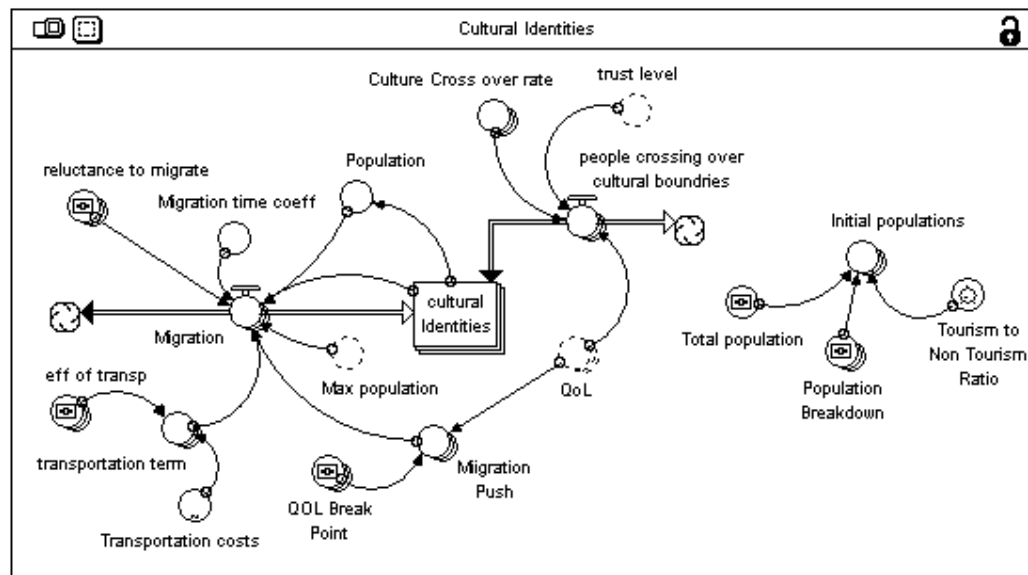 Cultural Identities
Culture Cross over rate
trust level
reluctance to migrate
Population
people crossing over
cultural boundries
Migration time coeff
Initial populations
cultural
Identities
Migration
Total population
Tourism to
Non Tourism
Ratio
Max population
QoL
eff of transp
Population
Breakdown
transportation term
QOL Break
Point
Miigration
Push
Transportation costs